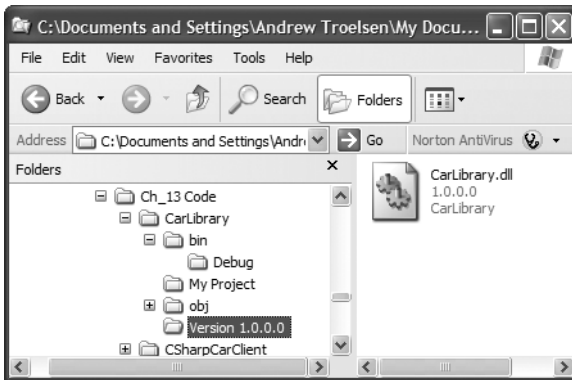 C:\Documents and Settings\Andrew Troelsen\My Docu...
File Edit View Favorites Tools Help
Back Search Folders
Address C:\Documents and Settings\Andr Go Norton AntiVirus
Folders x
Ch_13 Code
CarLibrary
bin
Debug
My Project
obj
Version 1.0.0.0
CSharpCarClient
CarLibrary.dll
1.0.0.0
CarLibrary